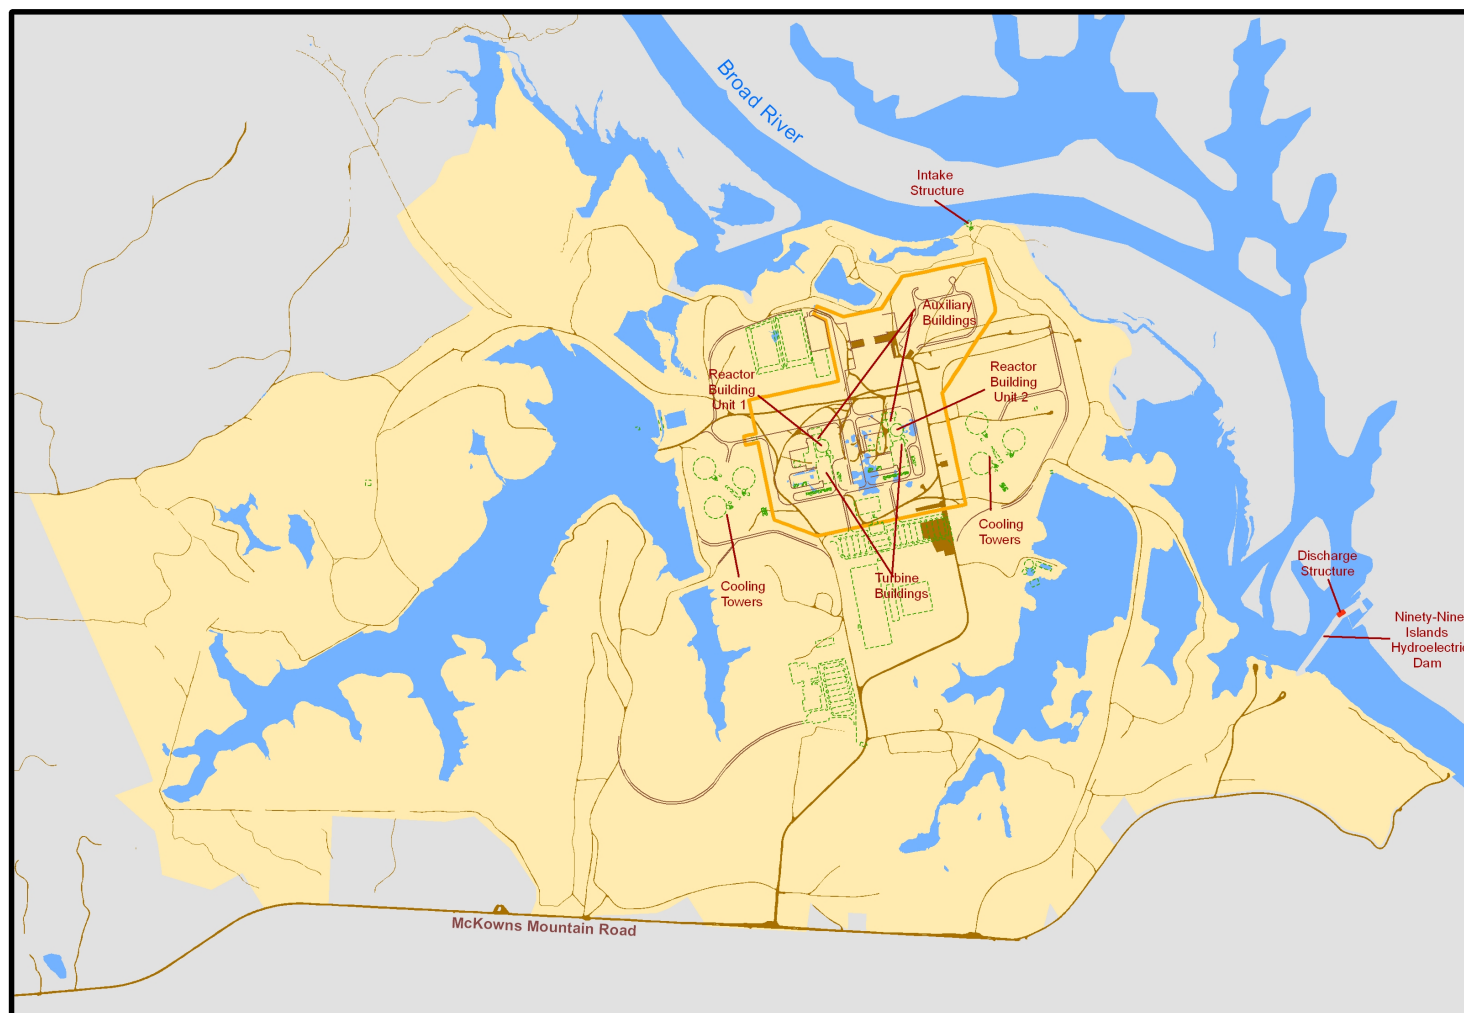 Broad River
Intake
Structure
Auxiliary
Buildings
Reactor
Building
Unit 1
Reactor
Building
Unit 2
Cooling
Towers
Discharge
Structure
Cooling
Towers
Turbine
Buildings
Ninety-Nine
Islands
Hydroelectric
Dam
McKowns Mountain Road